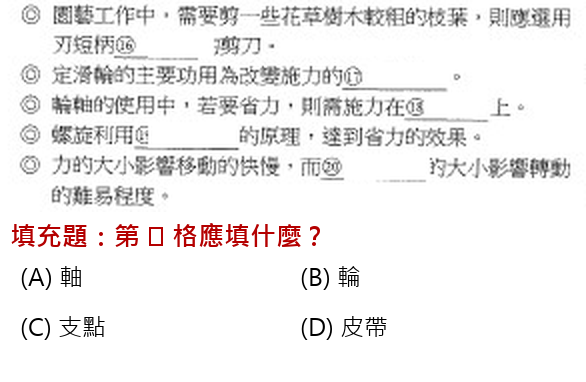 ◎ 園藝工作中，需要剪一些花草樹木較粗的枝葉，則應選用
刃短柄⑯ 剪刀。
◎ 定滑輪的主要功用為改變施力的⑰ 。
◎ 輪軸的使用中，若要省力，則需施力在⑱ 上。
◎ 螺旋利用 的原理，達到省力的效果。
◎ 力的大小影響移動的快慢，而⑳ 的大小影響轉動
的難易程度。
填充題：第 □ 格應填什麼？
(A) 軸
(B) 輪
(C) 支點
(D) 皮帶